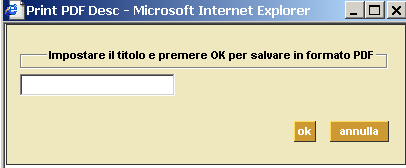 Print PDF Desc - Microsoft Internet Explorer
Impostare il titolo e premere OK per salvare in formato PDF
ok annulla